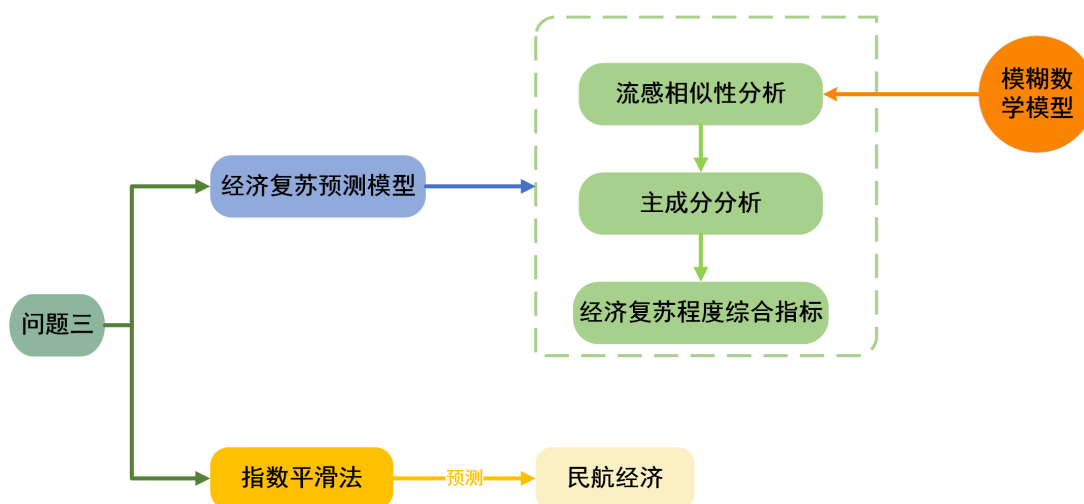 流感相似性分析
模糊数
学模型
经济复苏预测模型
主成分分析
经济复苏程度综合指标
问题三
指数平滑法
预测
民航经济